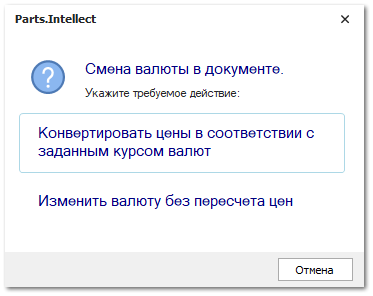 Parts.Intellect
Смена валюты в документе.
Укажите требуемое действие:
Конвертировать цены в соответствии с
заданным курсом валют
Изменить валюту без пересчета цен
Отмена